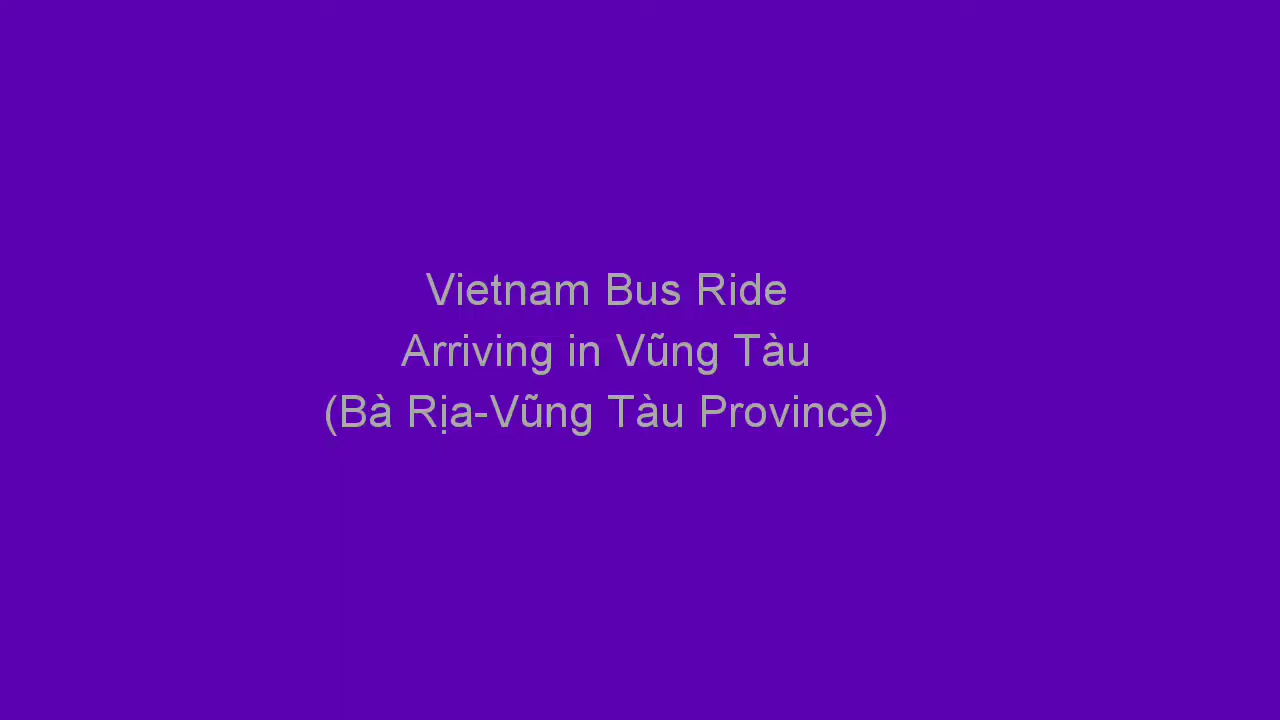 Vietnam Bus Ride
Arriving in Vũng Tàu
(Bà Rịa-Vũng Tàu Province)